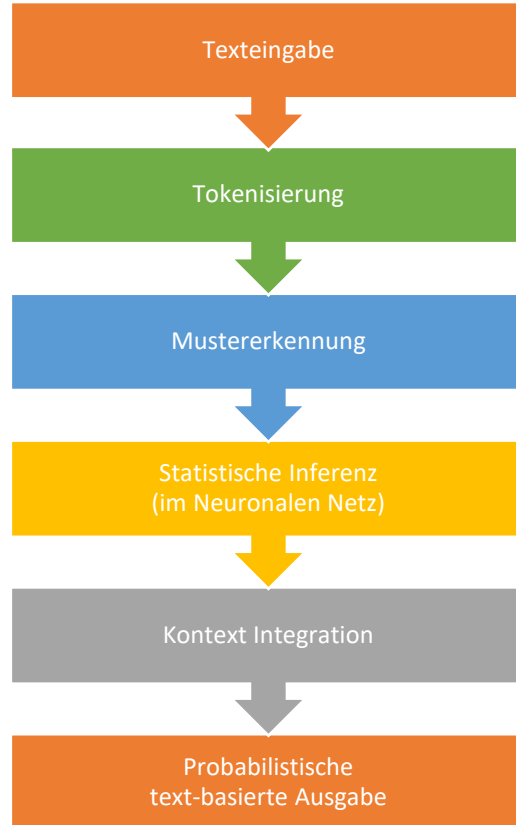 Texteingabe
Tokenisierung
Mustererkennung
Statistische Inferenz
(im Neuronalen Netz)
Kontext Integration
Probabilistische
text-basierte Ausgabe